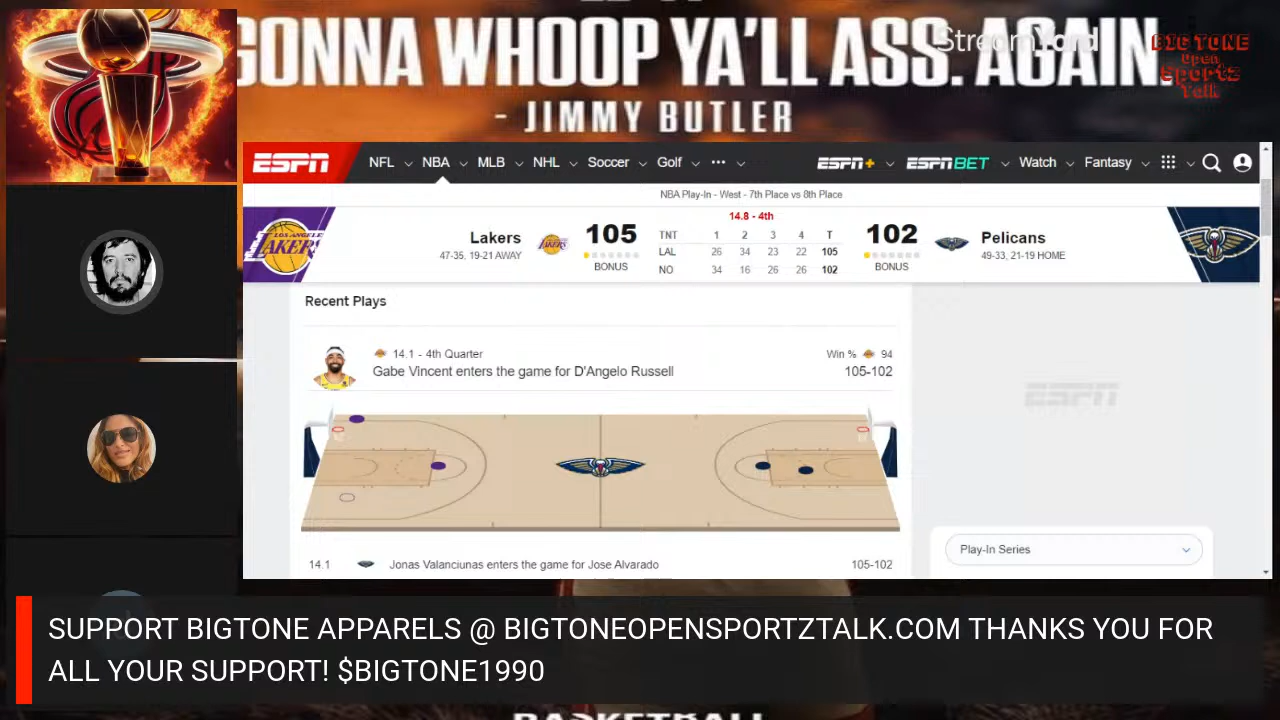 GONNA WHOOP YA'LL ASS. AGAIN.
- JIMMY BUTLER
StreamYard
BIG TONE
Open
Sportz
Talk
ESPN NFL NBA MLB NHL Soccer Golf ••• ESPN+ ESPN BET Watch Fantasy
NBA Play-In - West - 7th Place vs 8th Place
LOS ANGELES
LAKERS
Lakers
47-35, 19-21 AWAY
105
BONUS
14.8 - 4th
TNT 1 2 3 4 T
LAL 26 34 23 22 105
NO 34 16 26 26 102
102
BONUS
Pelicans
49-33, 21-19 HOME
Recent Plays
14.1 - 4th Quarter
Gabe Vincent enters the game for D'Angelo Russell
Win % 94
105-102
ESPN
14.1 Jonas Valanciunas enters the game for Jose Alvarado 105-102
Play-In Series
SUPPORT BIGTONE APPARELS @ BIGTONEOPENSPORTZTALK.COM THANKS YOU FOR
ALL YOUR SUPPORT! $BIGTONE1990
BASKETBALL